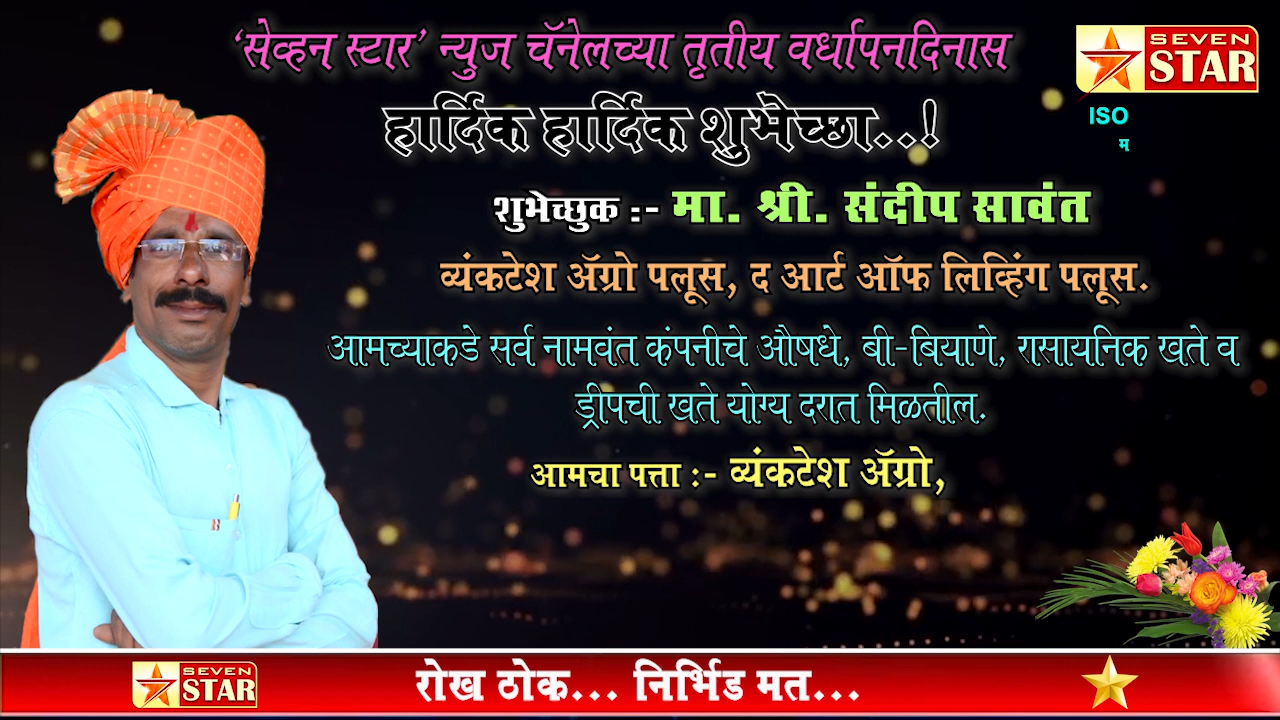 ‘सेव्हन स्टार’ न्युज चॅनेलच्या तृतीय वर्धापनदिनास
SEVEN
STAR
हार्दिक हार्दिक शुभेच्छा..!
ISO
म
शुभेच्छुक :- मा. श्री. संदीप सावंत
व्यंकटेश ॲग्रो पलूस, द आर्ट ऑफ लिव्हिंग पलूस.
आमच्याकडे सर्व नामवंत कंपनीचे औषधे, बी-बियाणे, रासायनिक खते व
ड्रीपची खते योग्य दरात मिळतील.
आमचा पत्ता :- व्यंकटेश ॲग्रो,
SEVEN
STAR
रोख ठोक... निर्भिड मत...